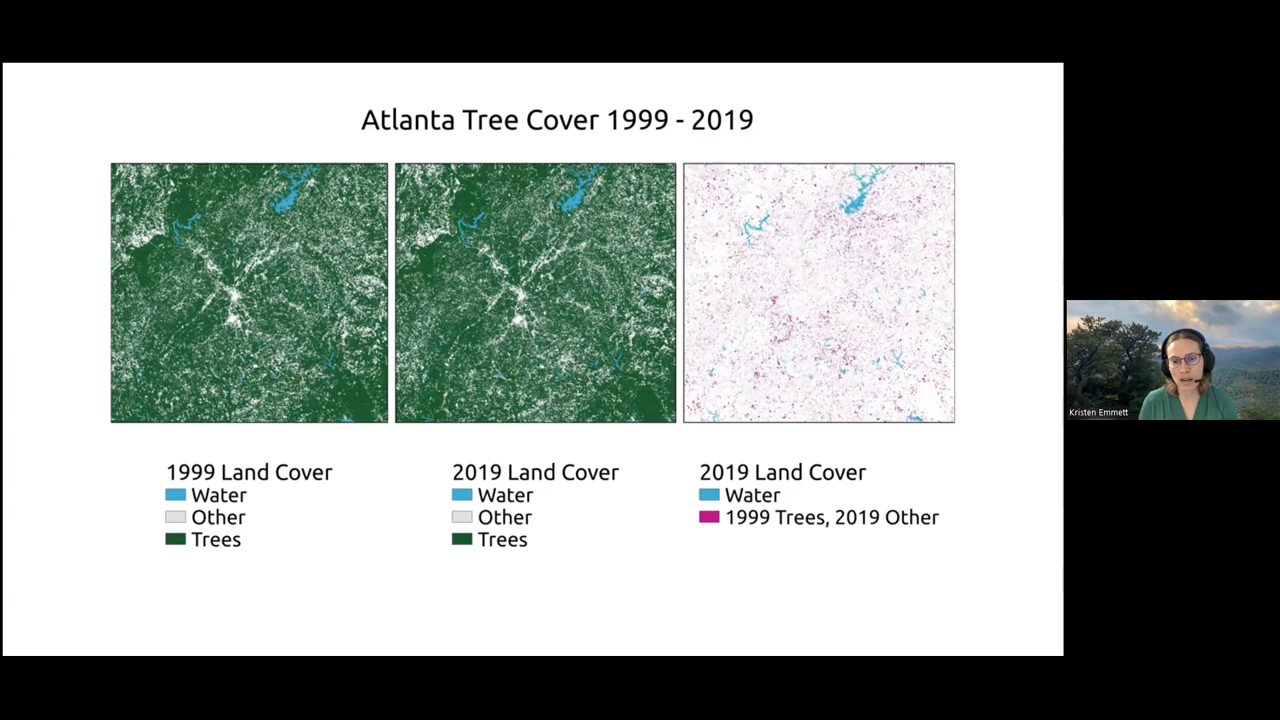 Atlanta Tree Cover 1999 - 2019
1999 Land Cover
Water
Other
Trees
2019 Land Cover
Water
Other
Trees
2019 Land Cover
Water
1999 Trees, 2019 Other
Kristen Emmett